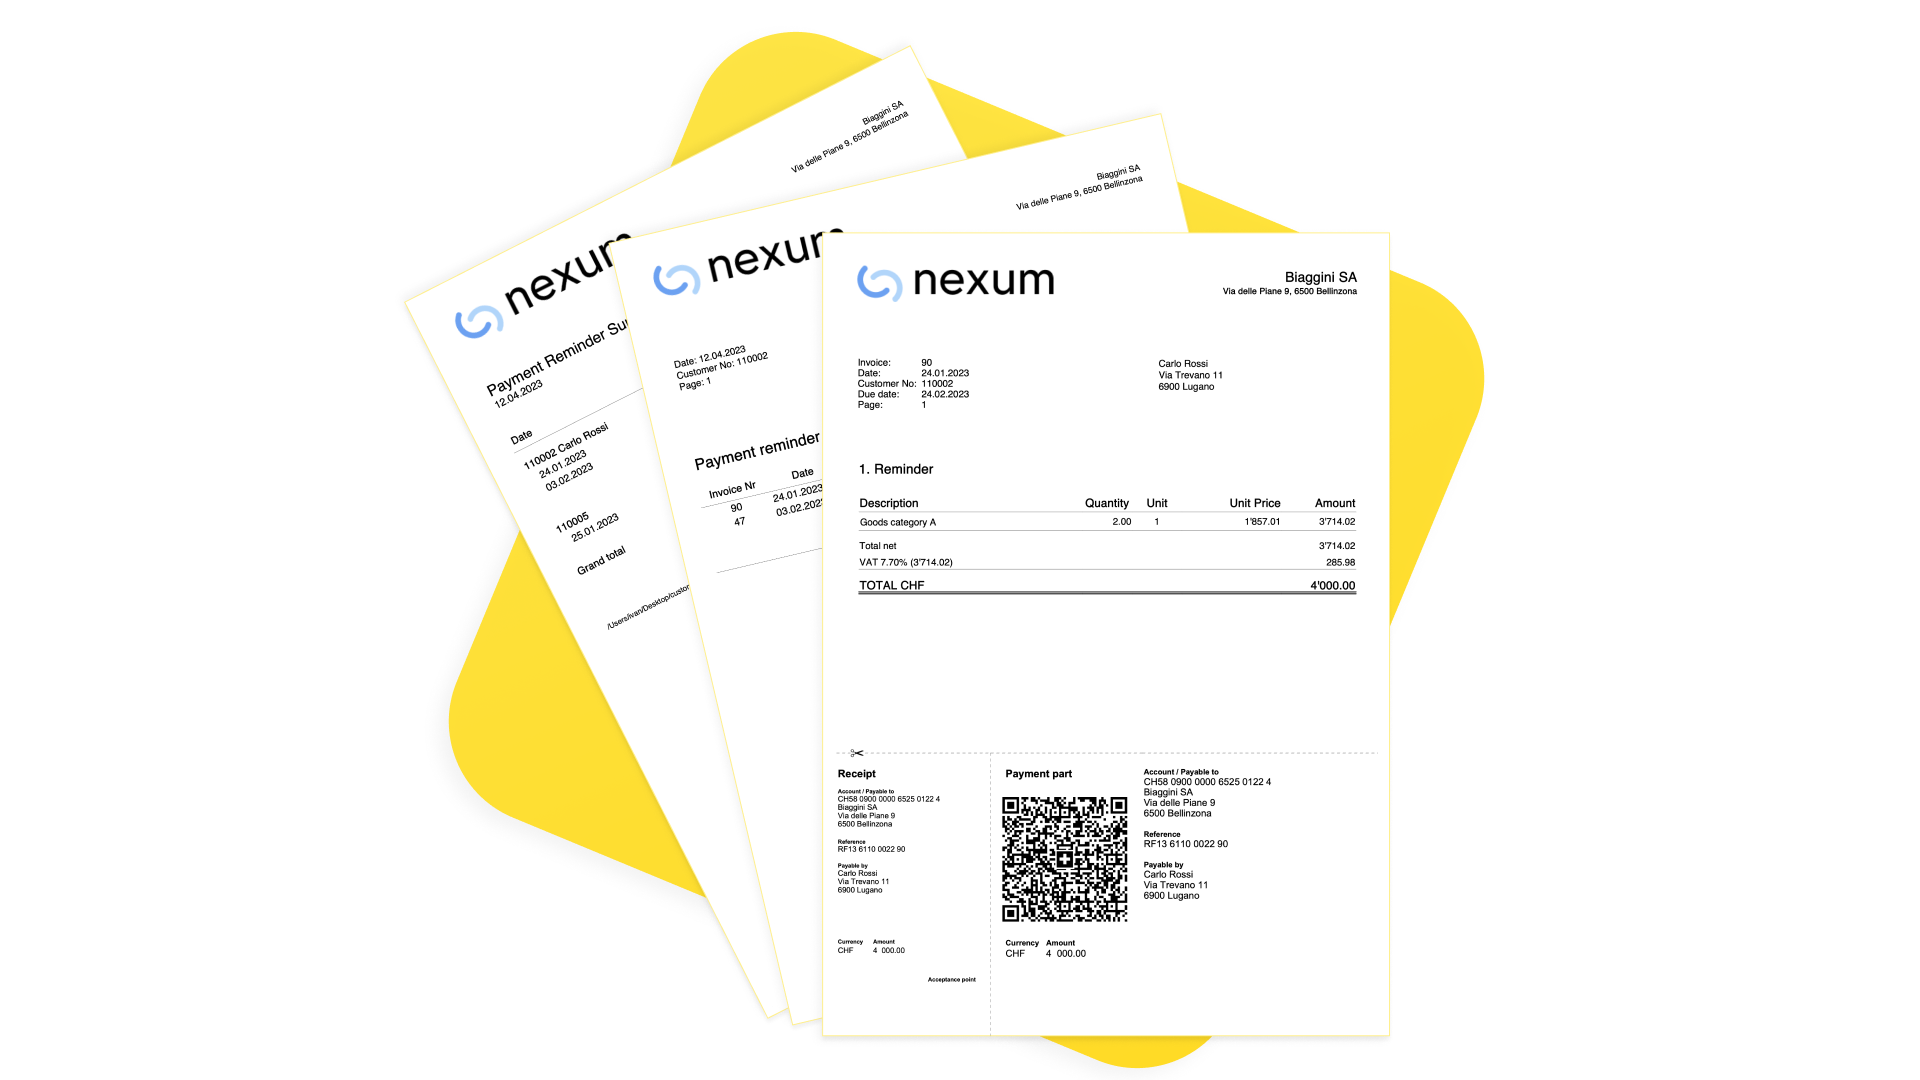 Biaggini SA
Via delle Piane 9, 6500 Bellinzona
nexum
Payment Reminder
12.04.2023
Date
110002 Carlo Rossi
24.01.2023
03.02.2023
110005
25.01.2023
Grand total
Biaggini SA
Via delle Piane 9, 6500 Bellinzona
nexum
Date: 12.04.2023
Customer No: 110002
Page: 1
Payment reminder
Invoice Nr Date
90 24.01.2023
47 03.02.2023
nexum
Biaggini SA
Via delle Piane 9, 6500 Bellinzona
Invoice: 90
Date: 24.01.2023
Customer No: 110002
Due date: 24.02.2023
Page: 1
Carlo Rossi
Via Trevano 11
6900 Lugano
1. Reminder
Description Quantity Unit Unit Price Amount
Goods category A 2.00 1 1'857.01 3'714.02
Total net 3'714.02
VAT 7.70% (3'714.02) 285.98
TOTAL CHF 4'000.00
Receipt
Account / Payable to
CH58 0900 0000 6525 0122 4
Biaggini SA
Via delle Piane 9
6500 Bellinzona
Reference
RF13 6110 0022 90
Payable by
Carlo Rossi
Via Trevano 11
6900 Lugano
Currency Amount
CHF 4 000.00
Acceptance point
Payment part
Currency Amount
CHF 4 000.00
Account / Payable to
CH58 0900 0000 6525 0122 4
Biaggini SA
Via delle Piane 9
6500 Bellinzona
Reference
RF13 6110 0022 90
Payable by
Carlo Rossi
Via Trevano 11
6900 Lugano